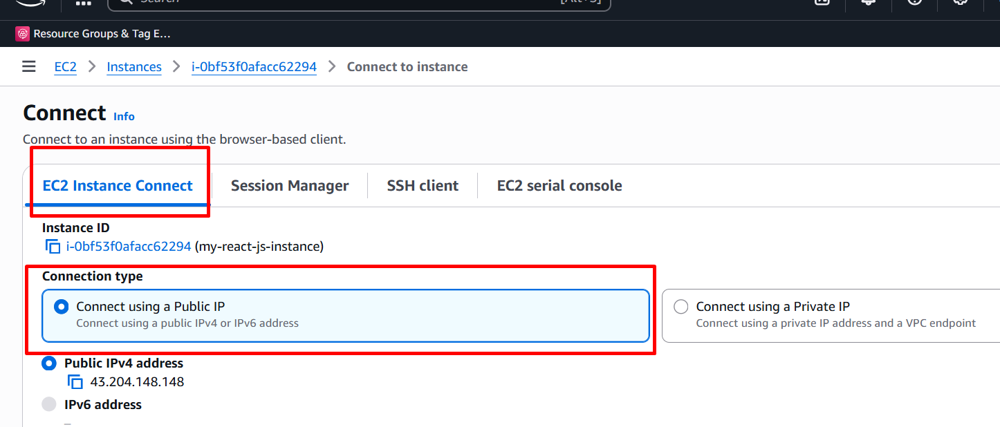 Search [Alt+S]
Resource Groups & Tag E...
EC2 > Instances > i-0bf53f0afacc62294 > Connect to instance
Connect Info
Connect to an instance using the browser-based client.
EC2 Instance Connect Session Manager SSH client EC2 serial console
Instance ID
i-0bf53f0afacc62294 (my-react-js-instance)
Connection type
Connect using a Public IP
Connect using a public IPv4 or IPv6 address
Connect using a Private IP
Connect using a private IP address and a VPC endpoint
Public IPv4 address
43.204.148.148
IPv6 address
–